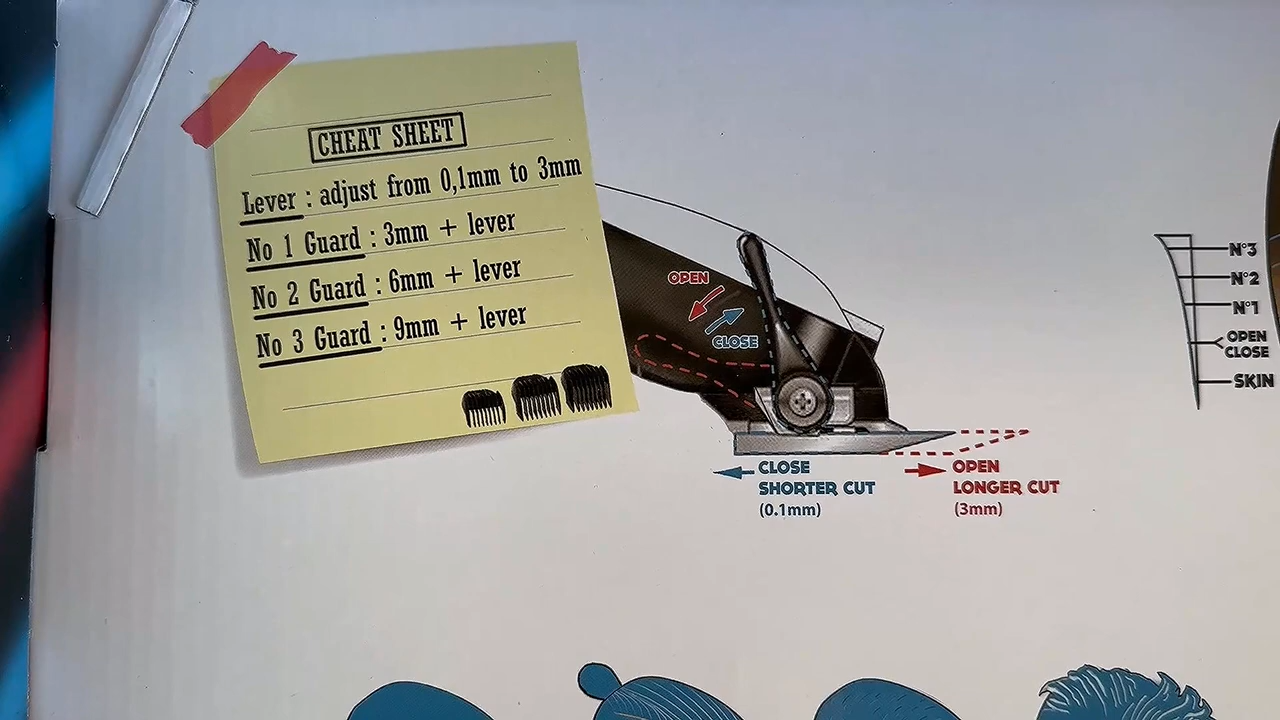 CHEAT SHEET
Lever : adjust from 0,1mm to 3mm
No 1 Guard : 3mm + lever
No 2 Guard : 6mm + lever
No 3 Guard : 9mm + lever
OPEN
CLOSE
CLOSE
SHORTER CUT
(0.1mm)
OPEN
LONGER CUT
(3mm)
N°3
N°2
N°1
OPEN
CLOSE
SKIN